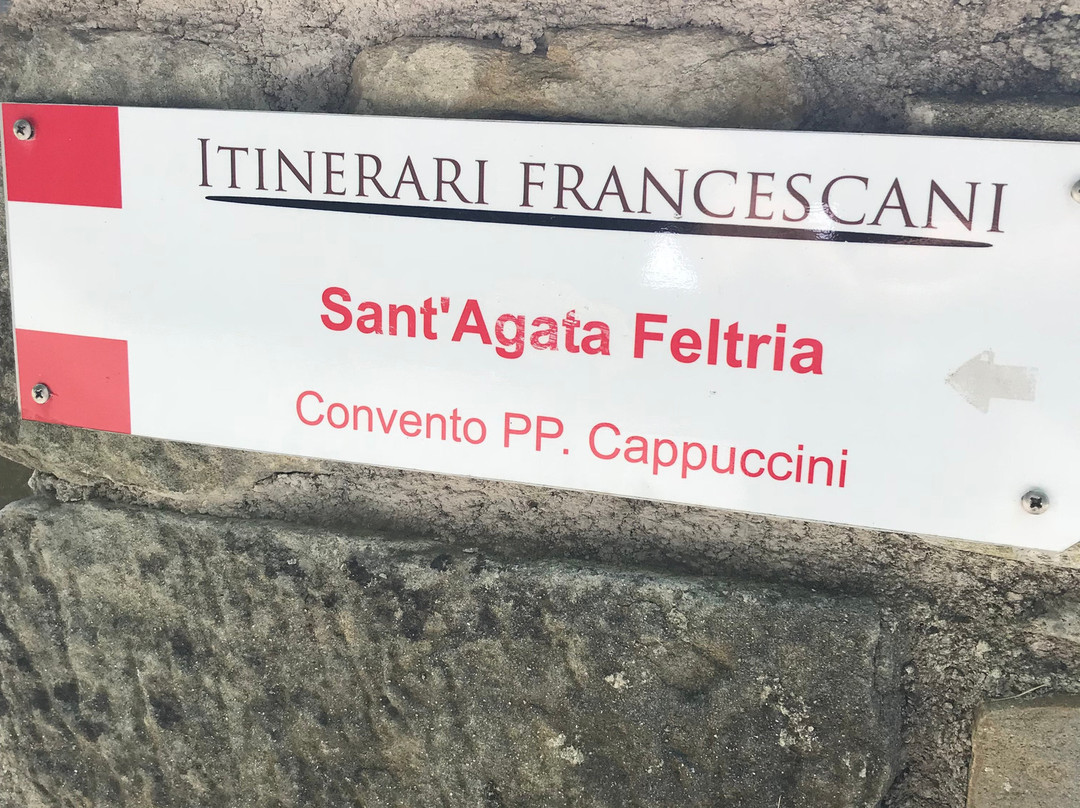 ITINERARI FRANCESCANI
Sant'Agata Feltria
Convento PP. Cappuccini